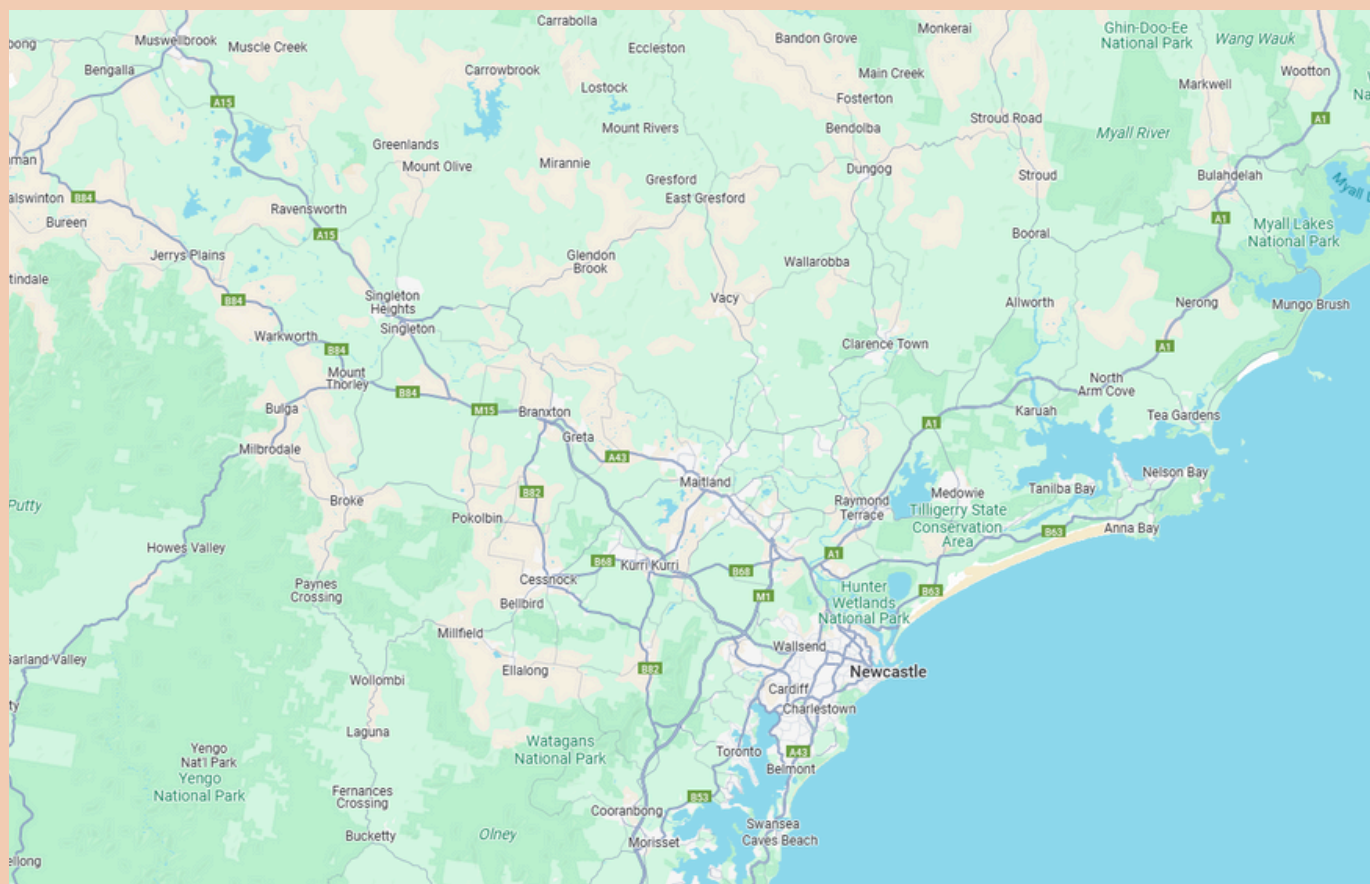 Carrabolla
Monkerai
Ghin-Doo-Ee
National Park
Wang Wauk
Muswellbrook
Muscle Creek
Eccleston
Bandon Grove
Bengalla
Carrowbrook
Main Creek
Wootton
Lostock
Markwell
A15
Fosterton
Mount Rivers
Bendolba
Stroud Road
A1
Myall River
Greenlands
Mount Olive
Mirannie
Dungog
Stroud
Bulahdelah
Gresford
East Gresford
B84
Ravensworth
Bureen
A15
Booral
A1
Myall Lakes
National Park
Jerrys Plains
Glendon
Brook
Wallarobba
B84
Singleton
Heights
Vacy
Allworth
Nerong
Mungo Brush
Singleton
Warkworth
B84
Clarence Town
A1
Mount
Thorley
B84
North
Arm Cove
Bulga
M15
Branxton
Karuah
Tea Gardens
A1
Greta
Milbrodale
A43
Maitland
Nelson Bay
B82
Medowie
Tanilba Bay
Broke
Raymond
Terrace
Putty
Pokolbin
Tilligerry State
Conservation
Area
B63
Anna Bay
Howes Valley
A1
B68
Kurri Kurri
B68
Cessnock
Paynes
Crossing
M1
B63
Hunter
Wetlands
National Park
Bellbird
Millfield
Wallsend
Garland Valley
Ellalong
B82
Newcastle
Wollombi
Cardiff
Charlestown
Laguna
Watagans
National Park
Toronto
A43
Yengo
Nat'l Park
Yengo
National Park
Belmont
Fernances
Crossing
B53
Cooranbong
Swansea
Caves Beach
Bucketty
Olney
Morisset